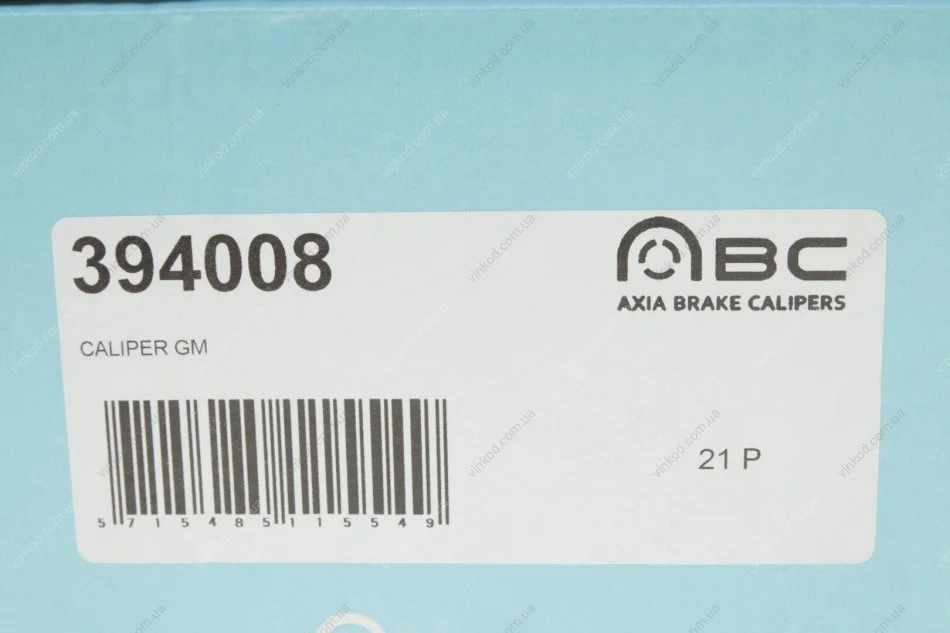 394008
ABC
AXIA BRAKE CALIPERS
CALIPER GM
21 P
5 715485 115549
vinkod.com.ua